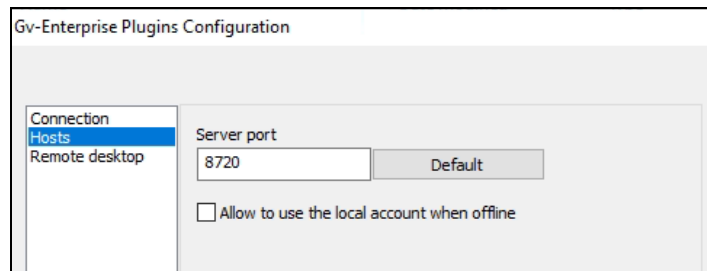 Gv-Enterprise Plugins Configuration
Connection
Hosts
Remote desktop
Server port
8720
Default
Allow to use the local account when offline